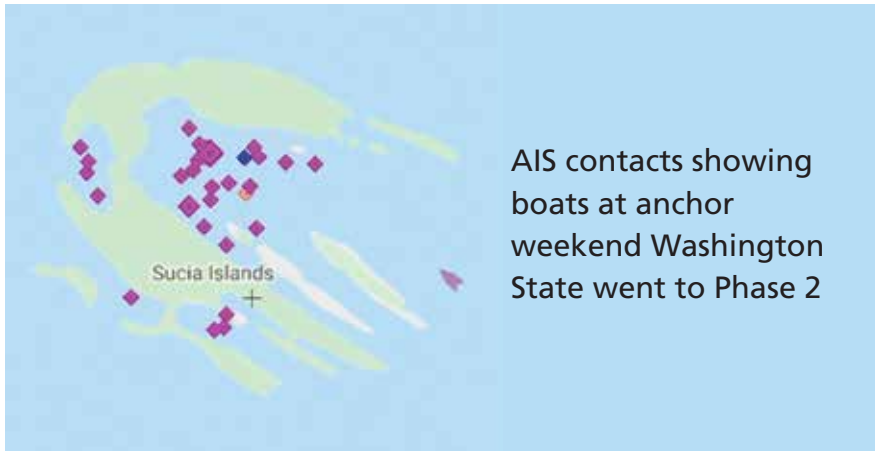 AIS contacts showing
boats at anchor
weekend Washington
State went to Phase 2
Sucia Islands